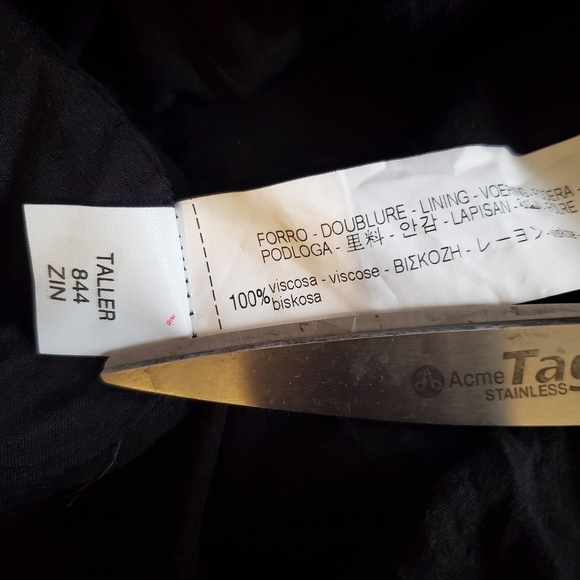 TALLER
844
ZIN
FORRO - DOUBLURE - LINING -
PODLOGA - 里料 - 안감 - LAPISAN -
100% viscosa - viscose - ΒΙΣΚΟΖΗ - レーヨン -
biskosa
Acme
STAINLESS